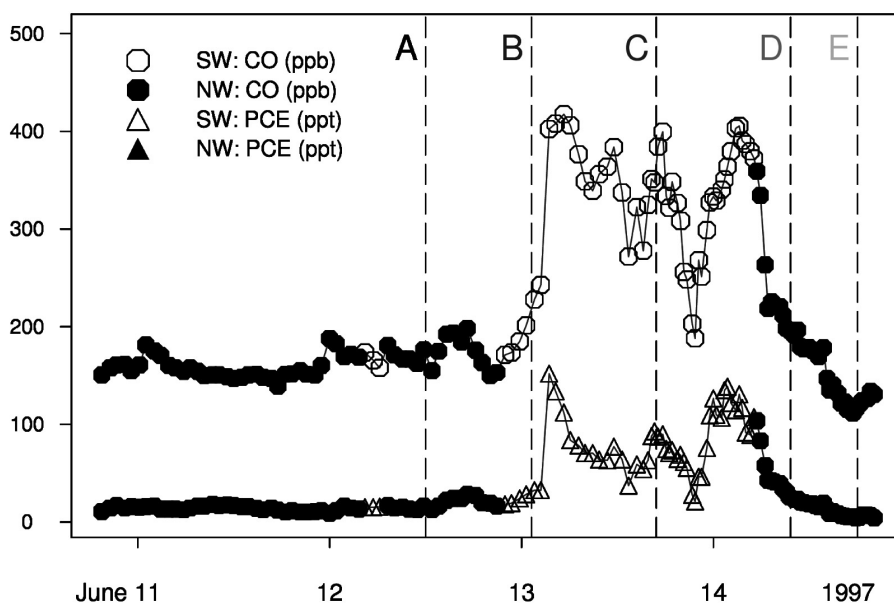 500
400
300
200
100
0
A B C D E
SW: CO (ppb)
NW: CO (ppb)
SW: PCE (ppt)
NW: PCE (ppt)
June 11 12 13 14 1997